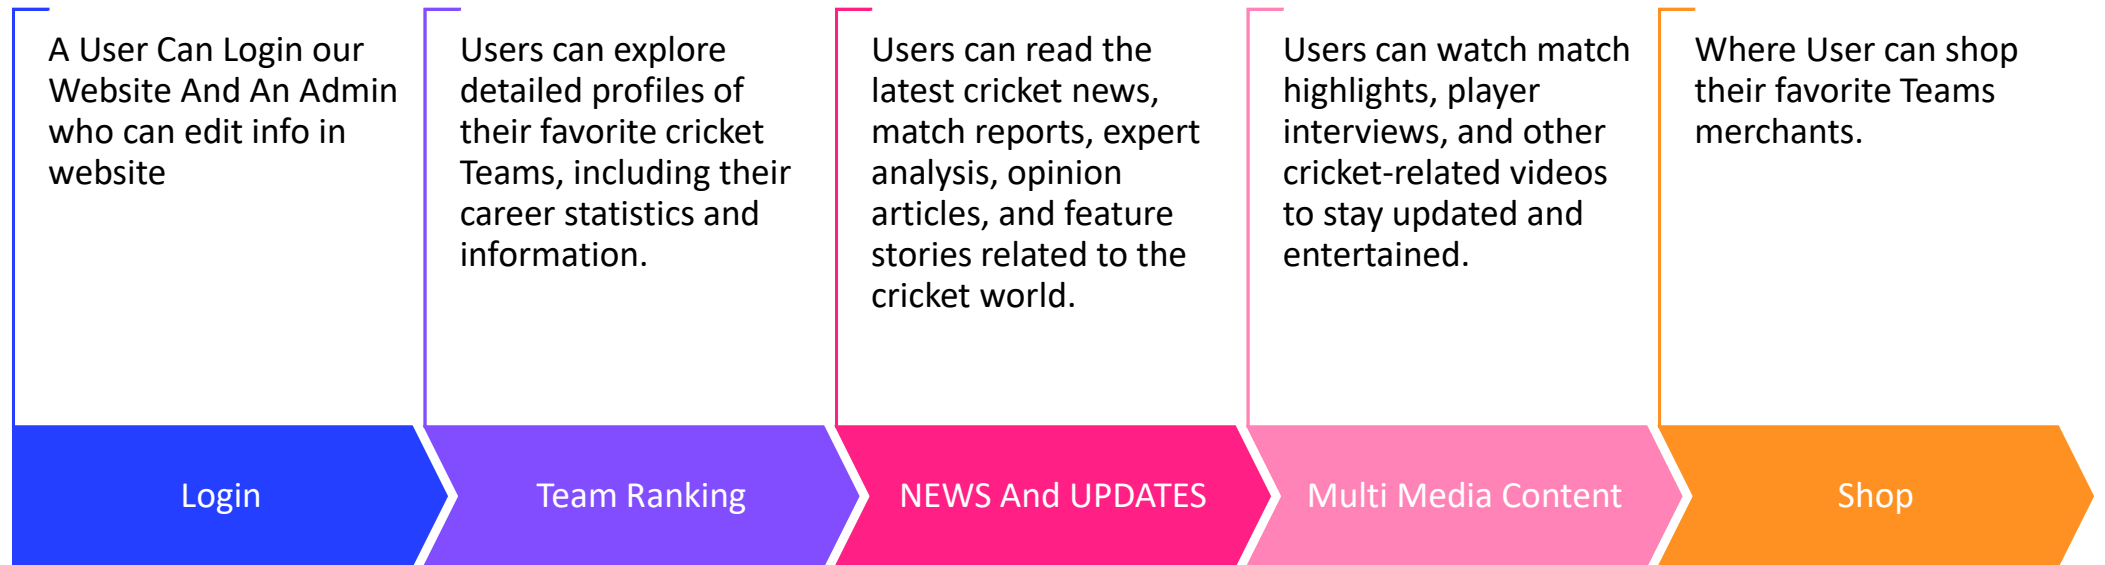 A User Can Login our
Website And An Admin
who can edit info in
website
Users can explore
detailed profiles of
their favorite cricket
Teams, including their
career statistics and
information.
Users can read the
latest cricket news,
match reports, expert
analysis, opinion
articles, and feature
stories related to the
cricket world.
Users can watch match
highlights, player
interviews, and other
cricket-related videos
to stay updated and
entertained.
Where User can shop
their favorite Teams
merchants.
Login
Team Ranking
NEWS And UPDATES
Multi Media Content
Shop